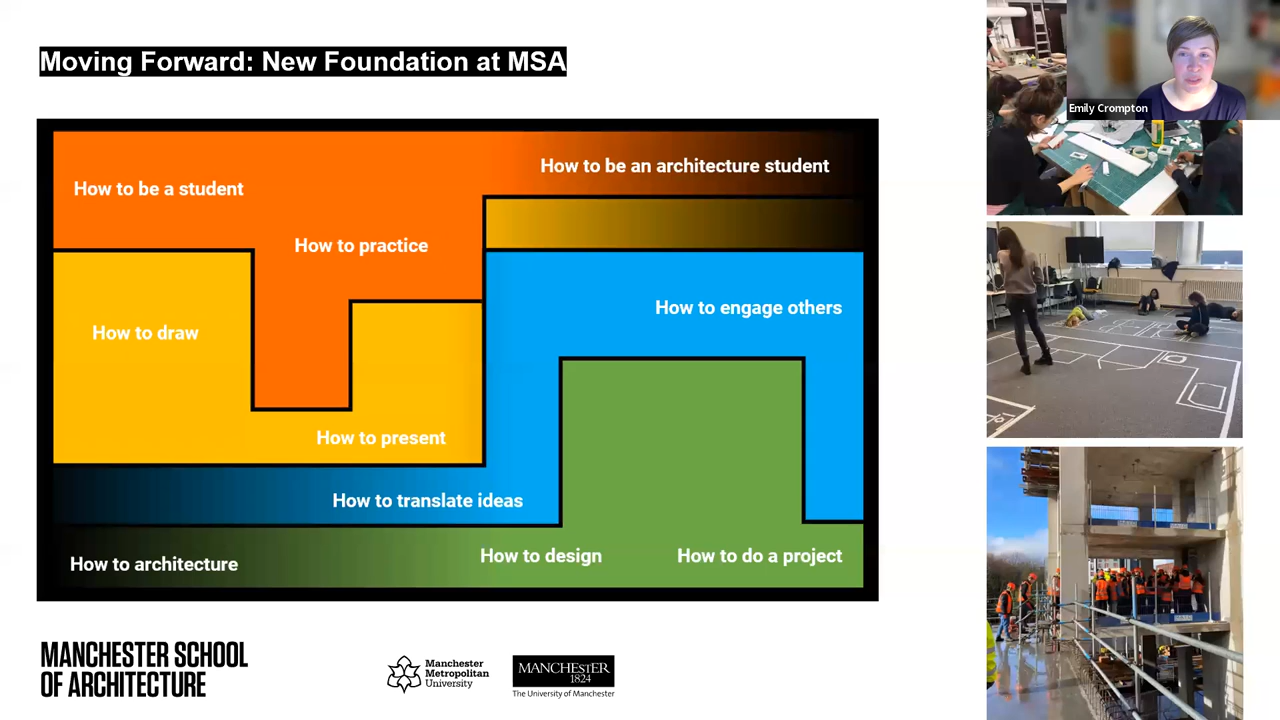 Moving Forward: New Foundation at MSA
Emily Crompton
How to be a student
How to be an architecture student
How to practice
How to engage others
How to draw
How to present
How to translate ideas
How to architecture
How to design
How to do a project
MANCHESTER SCHOOL
OF ARCHITECTURE
Manchester
Metropolitan
University
MANCHESTER
1824
The University of Manchester